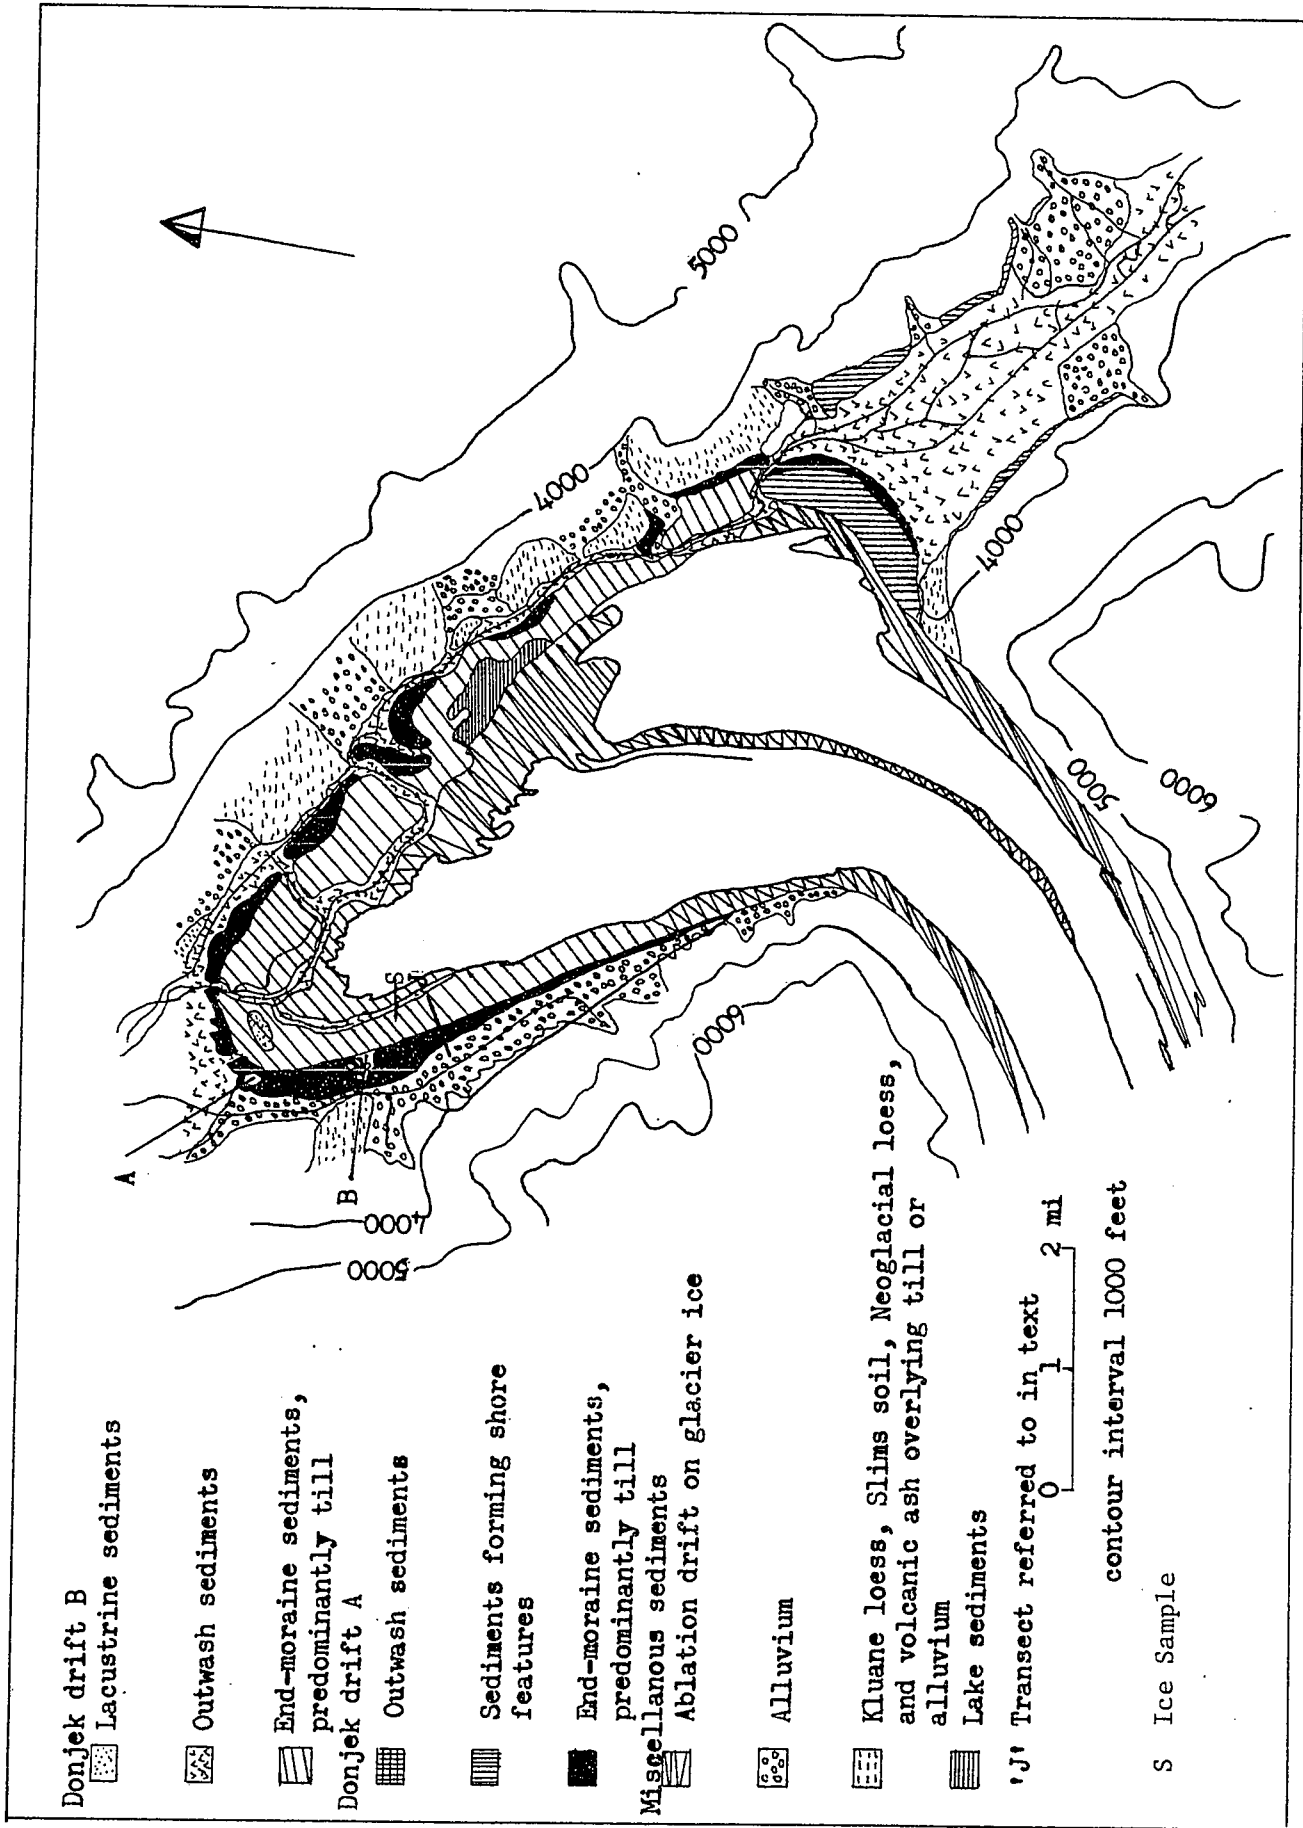 Donjek drift B
Lacustrine sediments
Outwash sediments
End-moraine sediments,
predominantly till
Donjek drift A
Outwash sediments
Sediments forming shore
features
End-moraine sediments,
predominantly till
Miscellanous sediments
Ablation drift on glacier ice
Alluvium
Kluane loess, Slims soil, Neoglacial loess,
and volcanic ash overlying till or
alluvium
Lake sediments
'J' Transect referred to in text
0 1 2 mi
contour interval 1000 feet
S Ice Sample
A
B
S
4000
5000
6000
4000
5000
4000
5000
6000